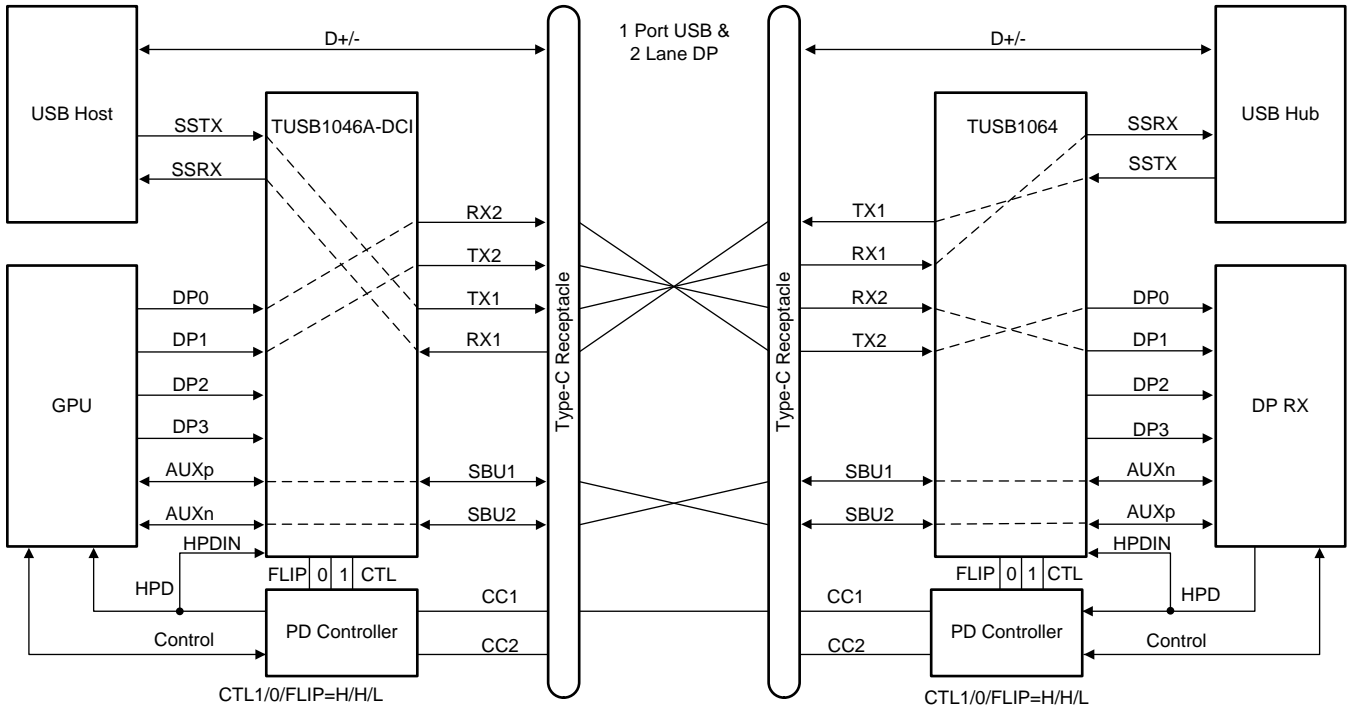 1 Port USB &
2 Lane DP
D+/-
D+/-
USB Host
TUSB1046A-DCI
TUSB1064
USB Hub
SSTX
SSRX
SSRX
SSTX
RX2
TX2
TX1
RX1
TX1
RX1
RX2
TX2
Type-C Receptacle
Type-C Receptacle
GPU
DP0
DP1
DP2
DP3
AUXp
AUXn
HPDIN
SBU1
SBU2
SBU1
SBU2
DP0
DP1
DP2
DP3
AUXn
AUXp
HPDIN
DP RX
FLIP 0 1 CTL
FLIP 0 1 CTL
HPD
Control
PD Controller
CC1
CC2
CC1
CC2
PD Controller
HPD
Control
CTL1/0/FLIP=H/H/L
CTL1/0/FLIP=H/H/L